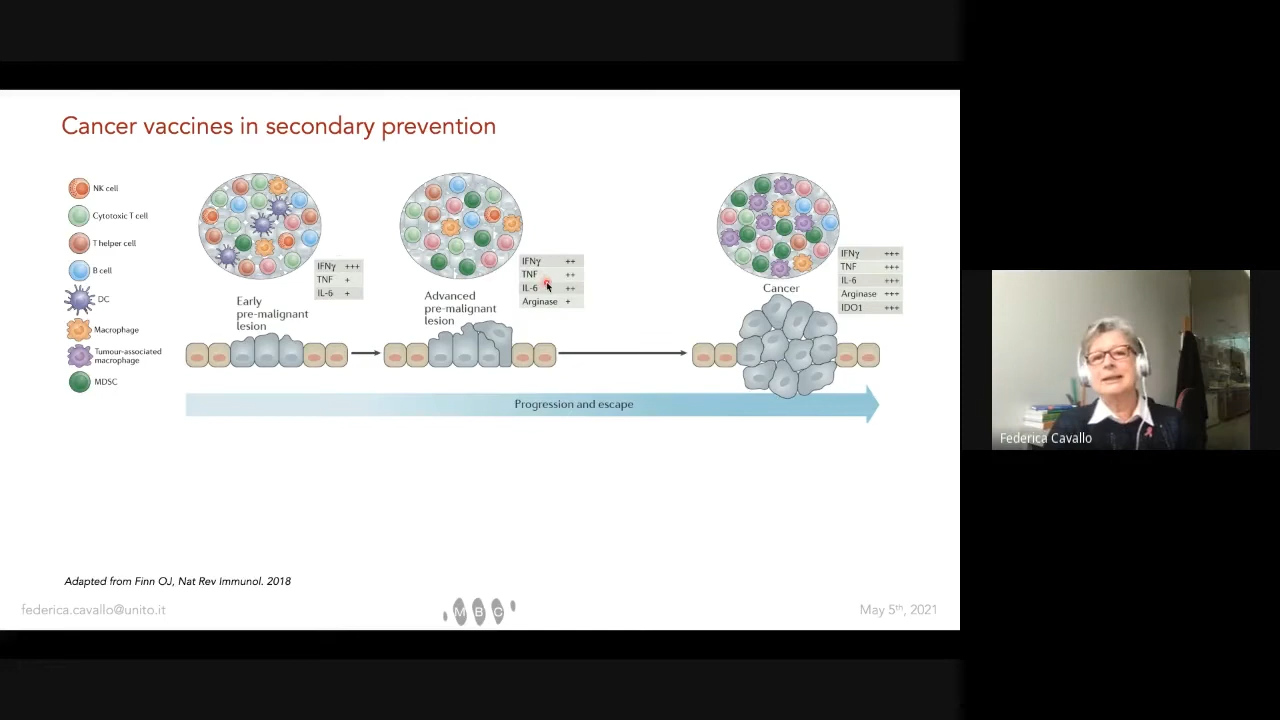 Cancer vaccines in secondary prevention
NK cell
Cytotoxic T cell
T helper cell
B cell
DC
Macrophage
Tumour-associated
macrophage
MDSC
IFNγ +++
TNF +
IL-6 +
Early
pre-malignant
lesion
IFNγ ++
TNF ++
IL-6 ++
Arginase +
Advanced
pre-malignant
lesion
IFNγ +++
TNF +++
IL-6 +++
Arginase +++
IDO1 +++
Cancer
Progression and escape
Adapted from Finn OJ, Nat Rev Immunol. 2018
federica.cavallo@unito.it
M B C
May 5th, 2021
Federica Cavallo